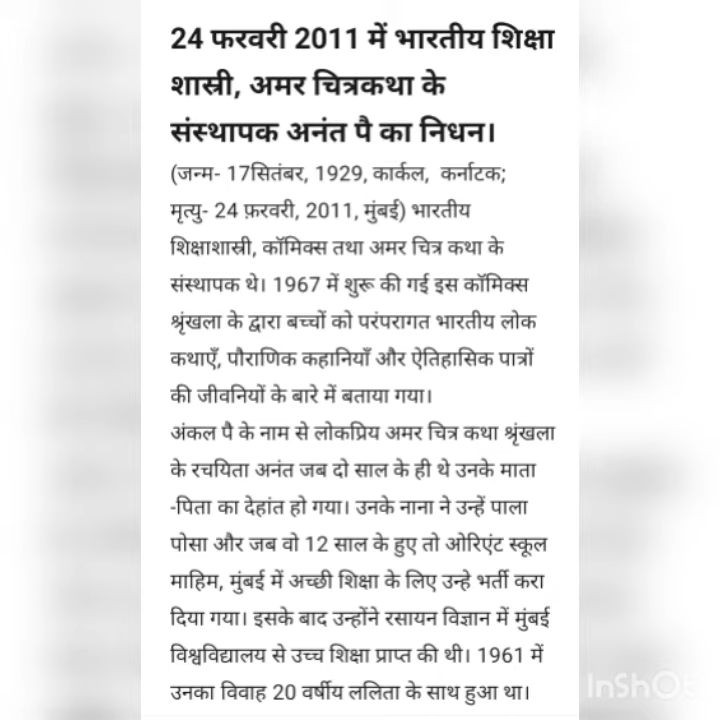 24 फरवरी 2011 में भारतीय शिक्षा
शास्री, अमर चित्रकथा के
संस्थापक अनंत पै का निधन।
(जन्म- 17सितंबर, 1929, कार्कल, कर्नाटक;
मृत्यु- 24 फ़रवरी, 2011, मुंबई) भारतीय
शिक्षाशास्री, कॉमिक्स तथा अमर चित्र कथा के
संस्थापक थे। 1967 में शुरू की गई इस कॉमिक्स
श्रृंखला के द्वारा बच्चों को परंपरागत भारतीय लोक
कथाएँ, पौराणिक कहानियाँ और ऐतिहासिक पात्रों
की जीवनियों के बारे में बताया गया।
अंकल पै के नाम से लोकप्रिय अमर चित्र कथा श्रृंखला
के रचयिता अनंत जब दो साल के ही थे उनके माता
-पिता का देहांत हो गया। उनके नाना ने उन्हें पाला
पोसा और जब वो 12 साल के हुए तो ओरिएंट स्कूल
माहिम, मुंबई में अच्छी शिक्षा के लिए उन्हे भर्ती करा
दिया गया। इसके बाद उन्होंने रसायन विज्ञान में मुंबई
विश्वविद्यालय से उच्च शिक्षा प्राप्त की थी। 1961 में
उनका विवाह 20 वर्षीय ललिता के साथ हुआ था।
InShOt